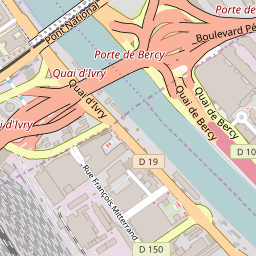 Porte de
Pont National
Boulevard Pé
Porte de Bercy
Quai d'Ivry
Quai d'Ivry
Quai de Bercy
Quai de Bercy
i d'Ivry
D 10
D 19
Rue François Mitterrand
D 150